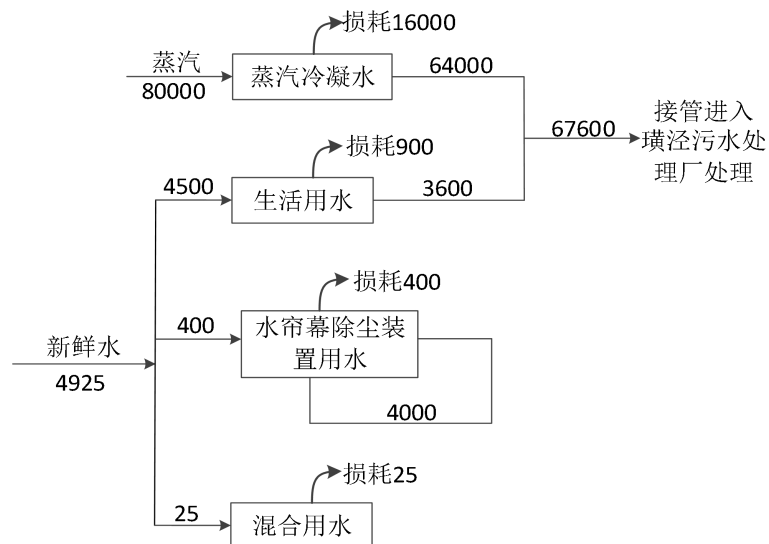 损耗16000
蒸汽
80000
蒸汽冷凝水
64000
接管进入
璜泾污水处
理厂处理
67600
损耗900
4500
生活用水
3600
损耗400
400
水帘幕除尘装
置用水
新鲜水
4925
4000
损耗25
25
混合用水